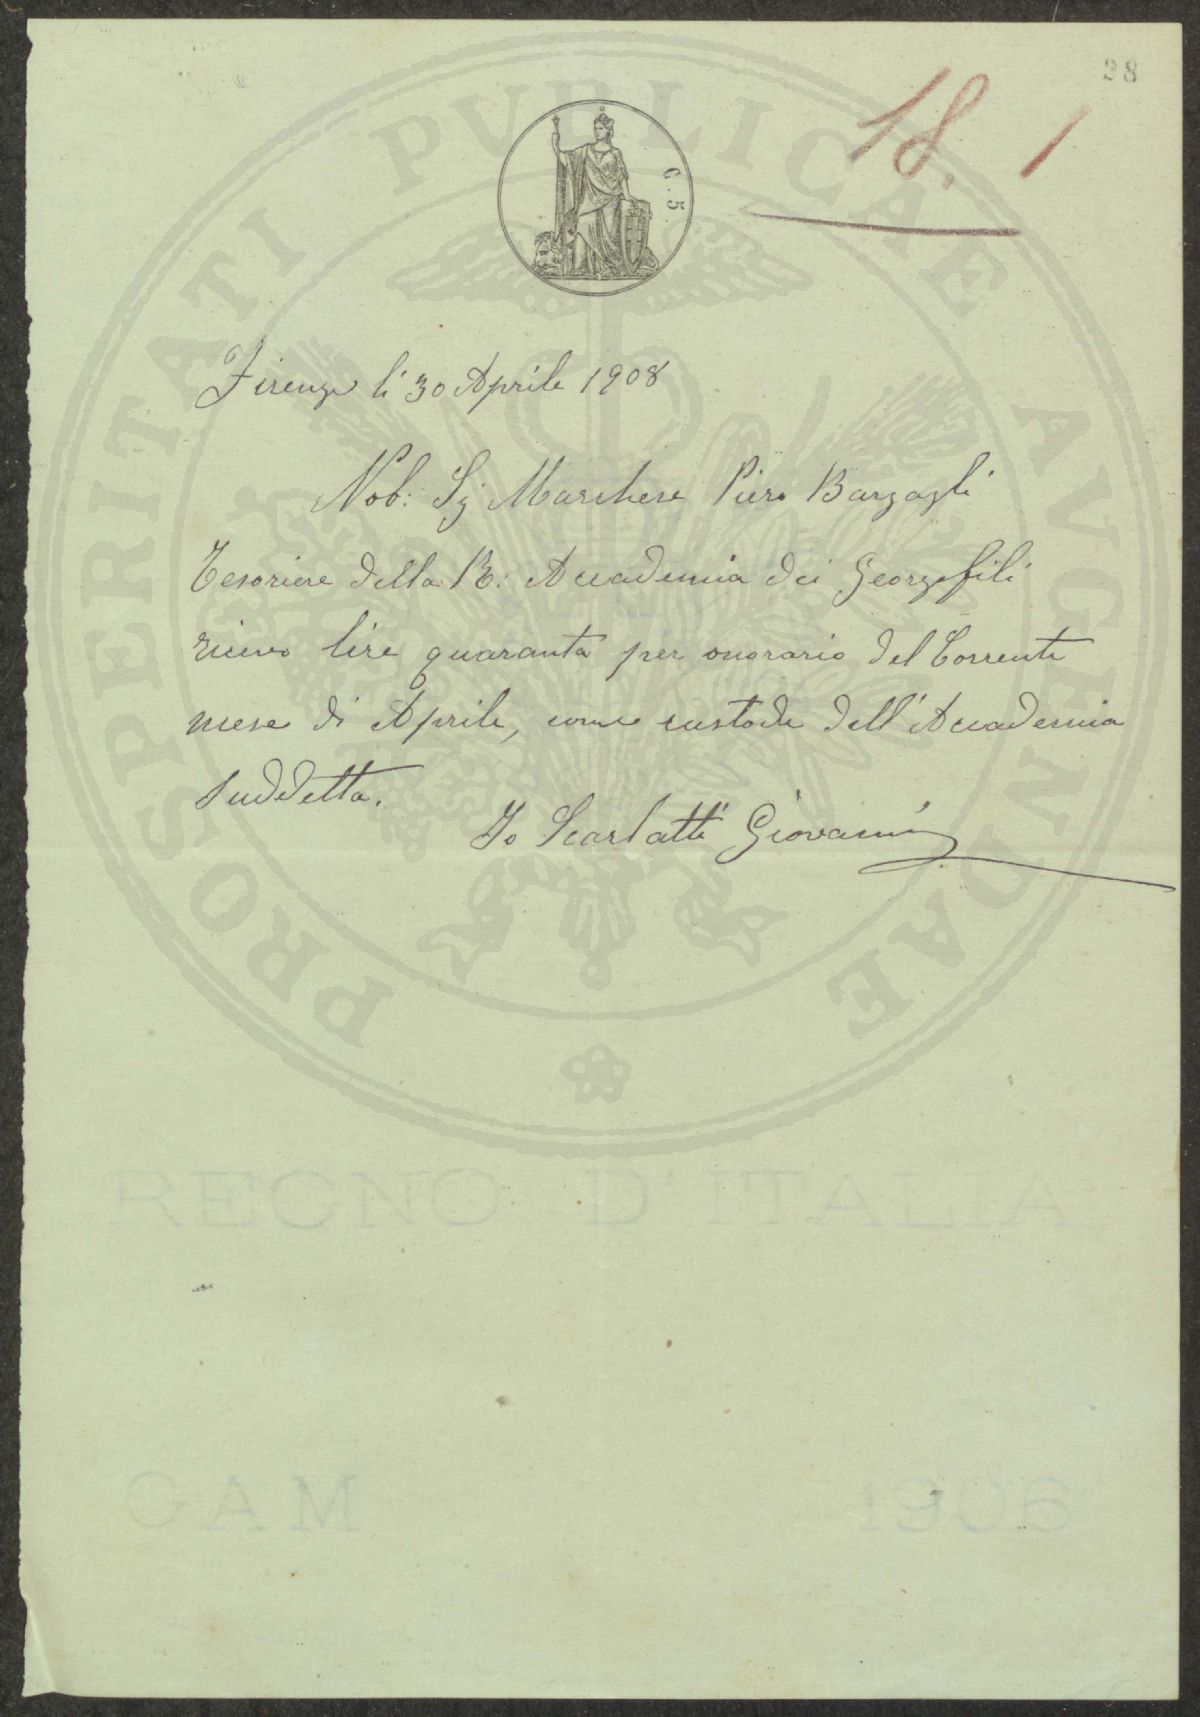 28
18. 1
C. 5.
PROSPERITATI PUBLICAE AUGENDAE
Firenze li 30 Aprile 1908
Nob: Sig Marchese Piero Bargagli
Tesoriere della R: Accademia dei Georgofili
ricevo lire quaranta per onorario del Corrente
mese di Aprile, come custode dell'Accademia
suddetta.
Io Scarlatti Giovanni
REGNO D'ITALIA
CAM 1906